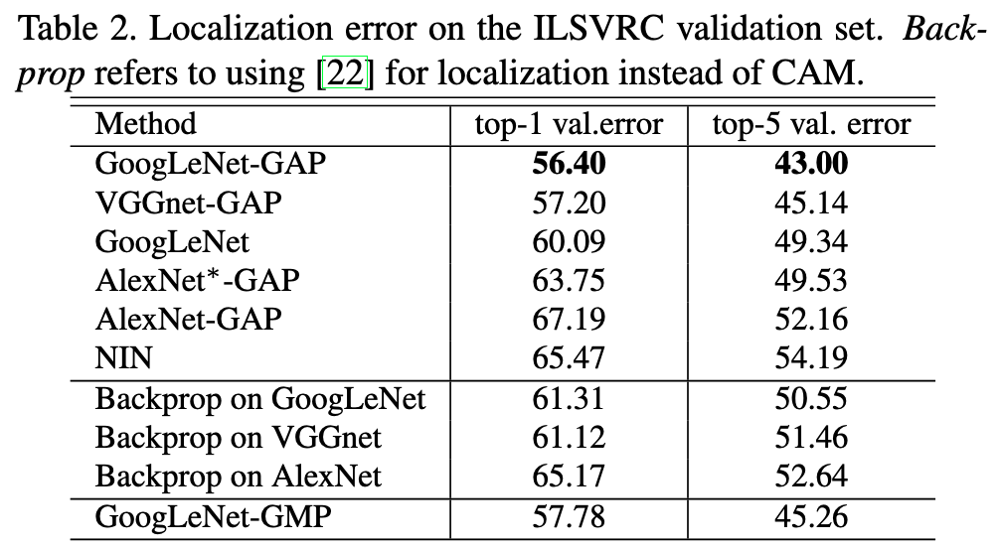 Table 2. Localization error on the ILSVRC validation set. Back-
prop refers to using [22] for localization instead of CAM.
Method top-1 val.error top-5 val. error
GoogLeNet-GAP 56.40 43.00
VGGnet-GAP 57.20 45.14
GoogLeNet 60.09 49.34
AlexNet*-GAP 63.75 49.53
AlexNet-GAP 67.19 52.16
NIN 65.47 54.19
Backprop on GoogLeNet 61.31 50.55
Backprop on VGGnet 61.12 51.46
Backprop on AlexNet 65.17 52.64
GoogLeNet-GMP 57.78 45.26